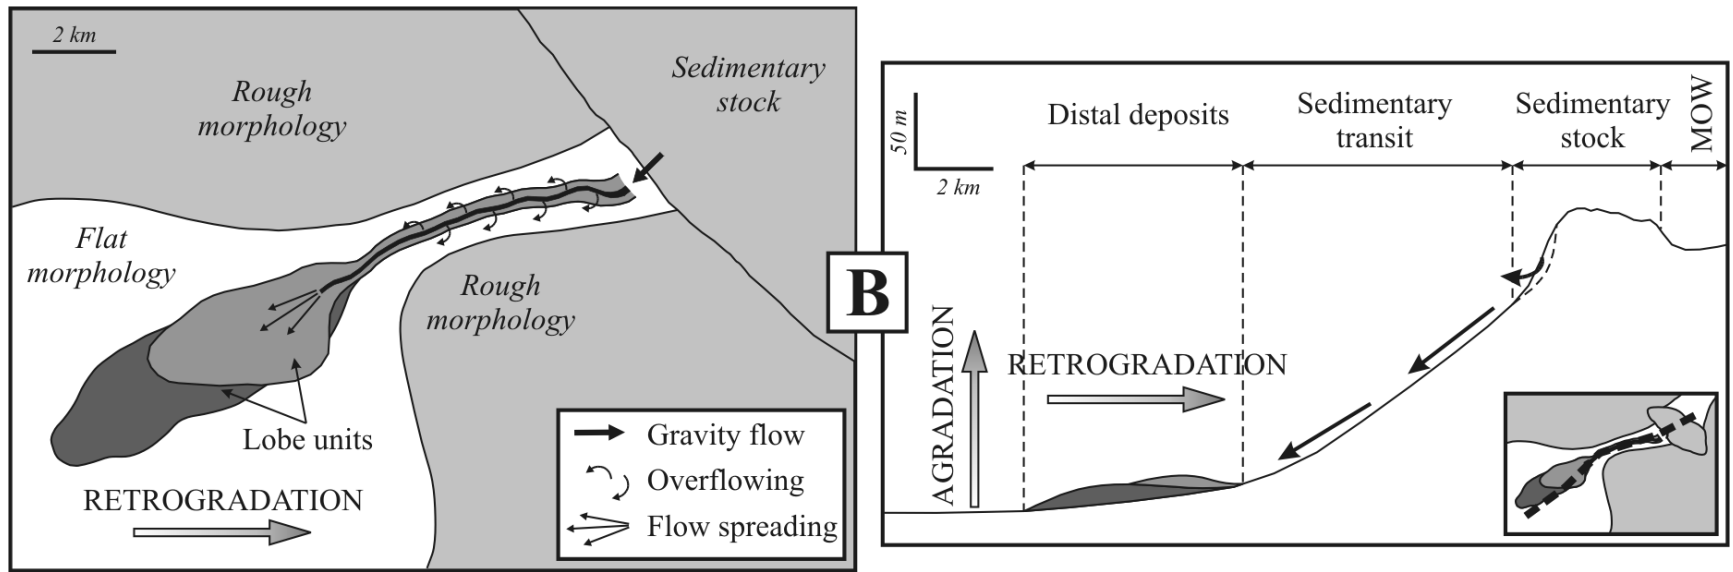 2 km
Rough
morphology
Sedimentary
stock
Flat
morphology
Rough
morphology
Lobe units
RETROGRADATION
Gravity flow
Overflowing
Flow spreading
B
50 m
2 km
Distal deposits
Sedimentary
transit
Sedimentary
stock
MOW
AGRADATION
RETROGRADATION